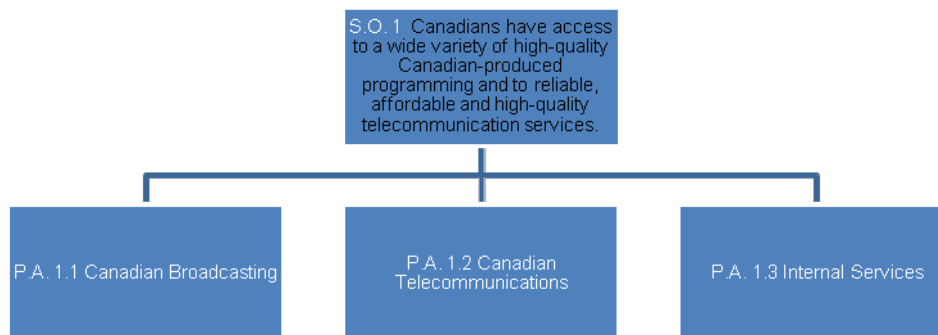 S.O. 1 Canadians have access
to a wide variety of high-quality
Canadian-produced
programming and to reliable,
affordable and high-quality
telecommunication services.
P.A. 1.1 Canadian Broadcasting
P.A. 1.2 Canadian
Telecommunications
P.A. 1.3 Internal Services